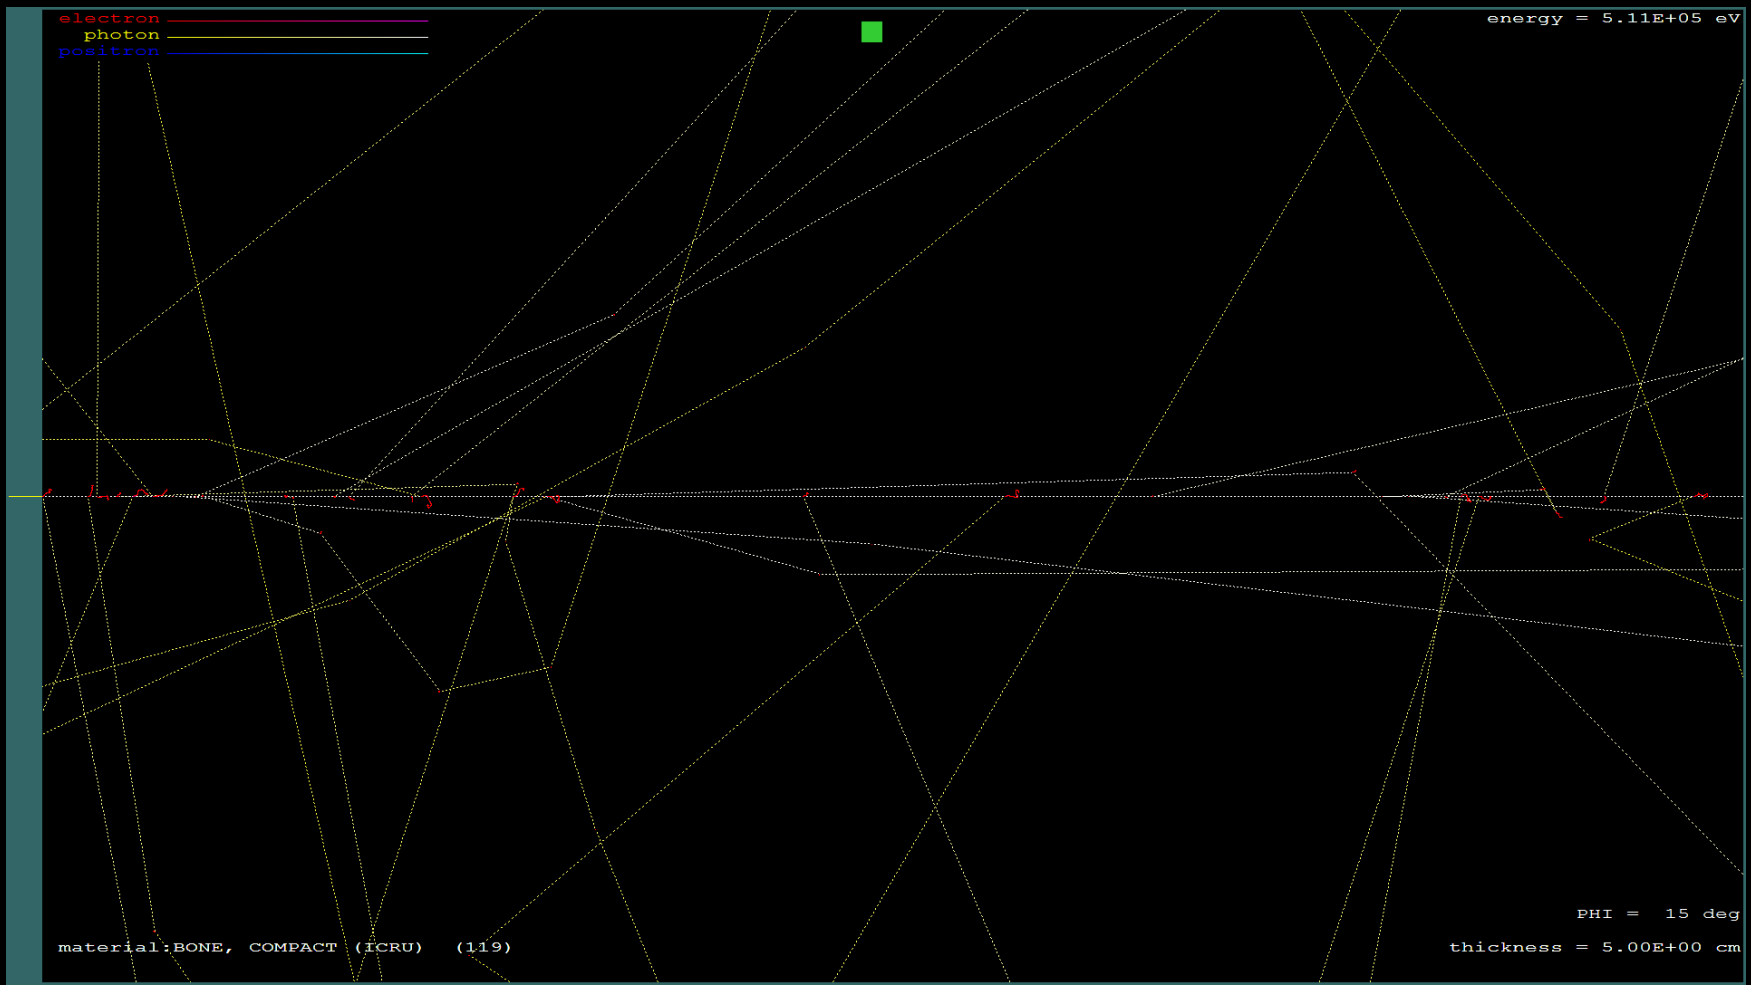 electron
photon
positron
energy = 5.11E+05 eV
PHI = 15 deg
material:BONE, COMPACT (ICRU) (119)
thickness = 5.00E+00 cm